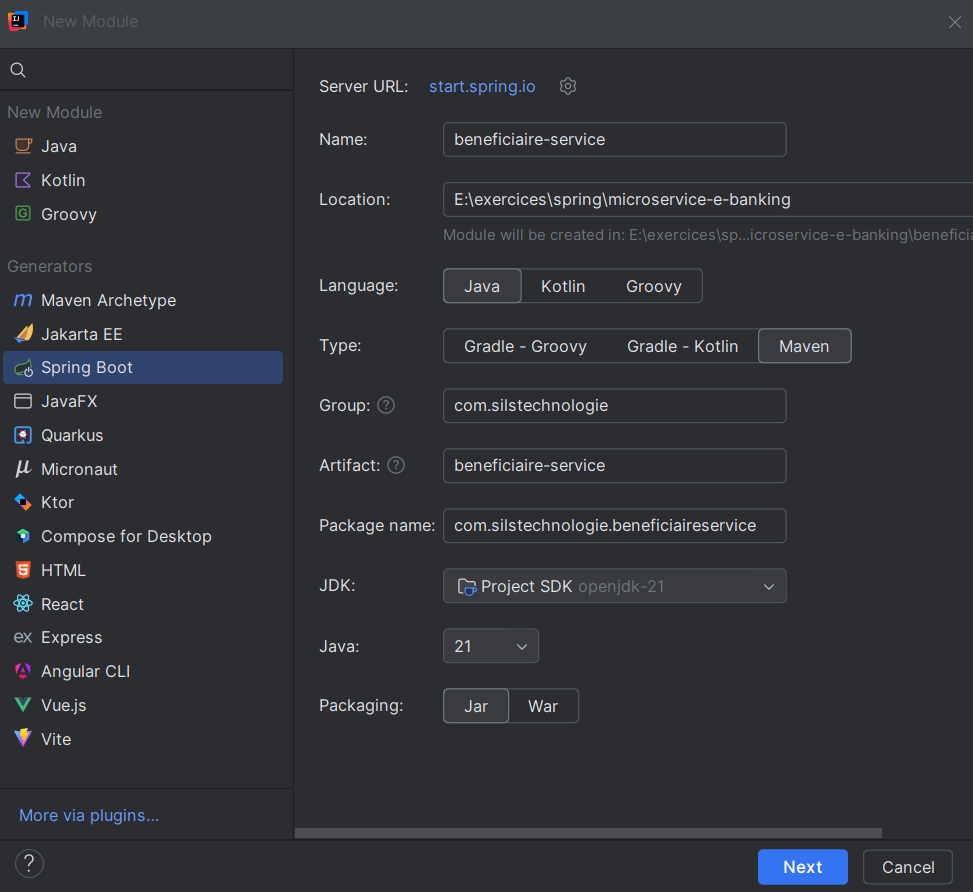 New Module
New Module
Java
Kotlin
Groovy
Generators
Maven Archetype
Jakarta EE
Spring Boot
JavaFX
Quarkus
Micronaut
Ktor
Compose for Desktop
HTML
React
Express
Angular CLI
Vue.js
Vite
More via plugins...
Server URL: start.spring.io
Name: beneficiaire-service
Location: E:\exercices\spring\microservice-e-banking
Module will be created in: E:\exercices\sp...icroservice-e-banking\benefici
Language: Java Kotlin Groovy
Type: Gradle - Groovy Gradle - Kotlin Maven
Group: ? com.silstechnologie
Artifact: ? beneficiaire-service
Package name: com.silstechnologie.beneficiaireservice
JDK: Project SDK openjdk-21
Java: 21
Packaging: Jar War
? Next Cancel